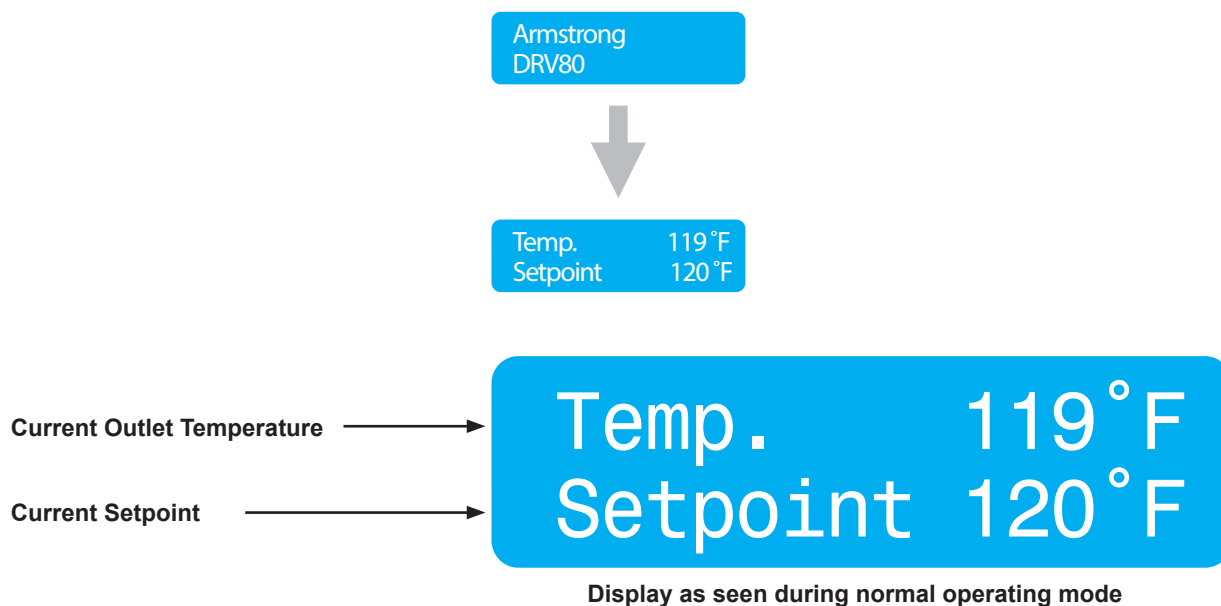 Armstrong
DRV80
Temp. 119°F
Setpoint 120°F
Current Outlet Temperature
Temp. 119°F
Current Setpoint
Setpoint 120°F
Display as seen during normal operating mode